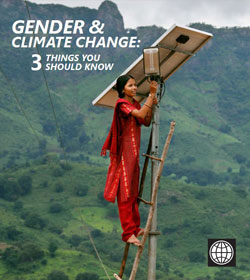 GENDER &
CLIMATE CHANGE:
3 THINGS YOU
SHOULD KNOW